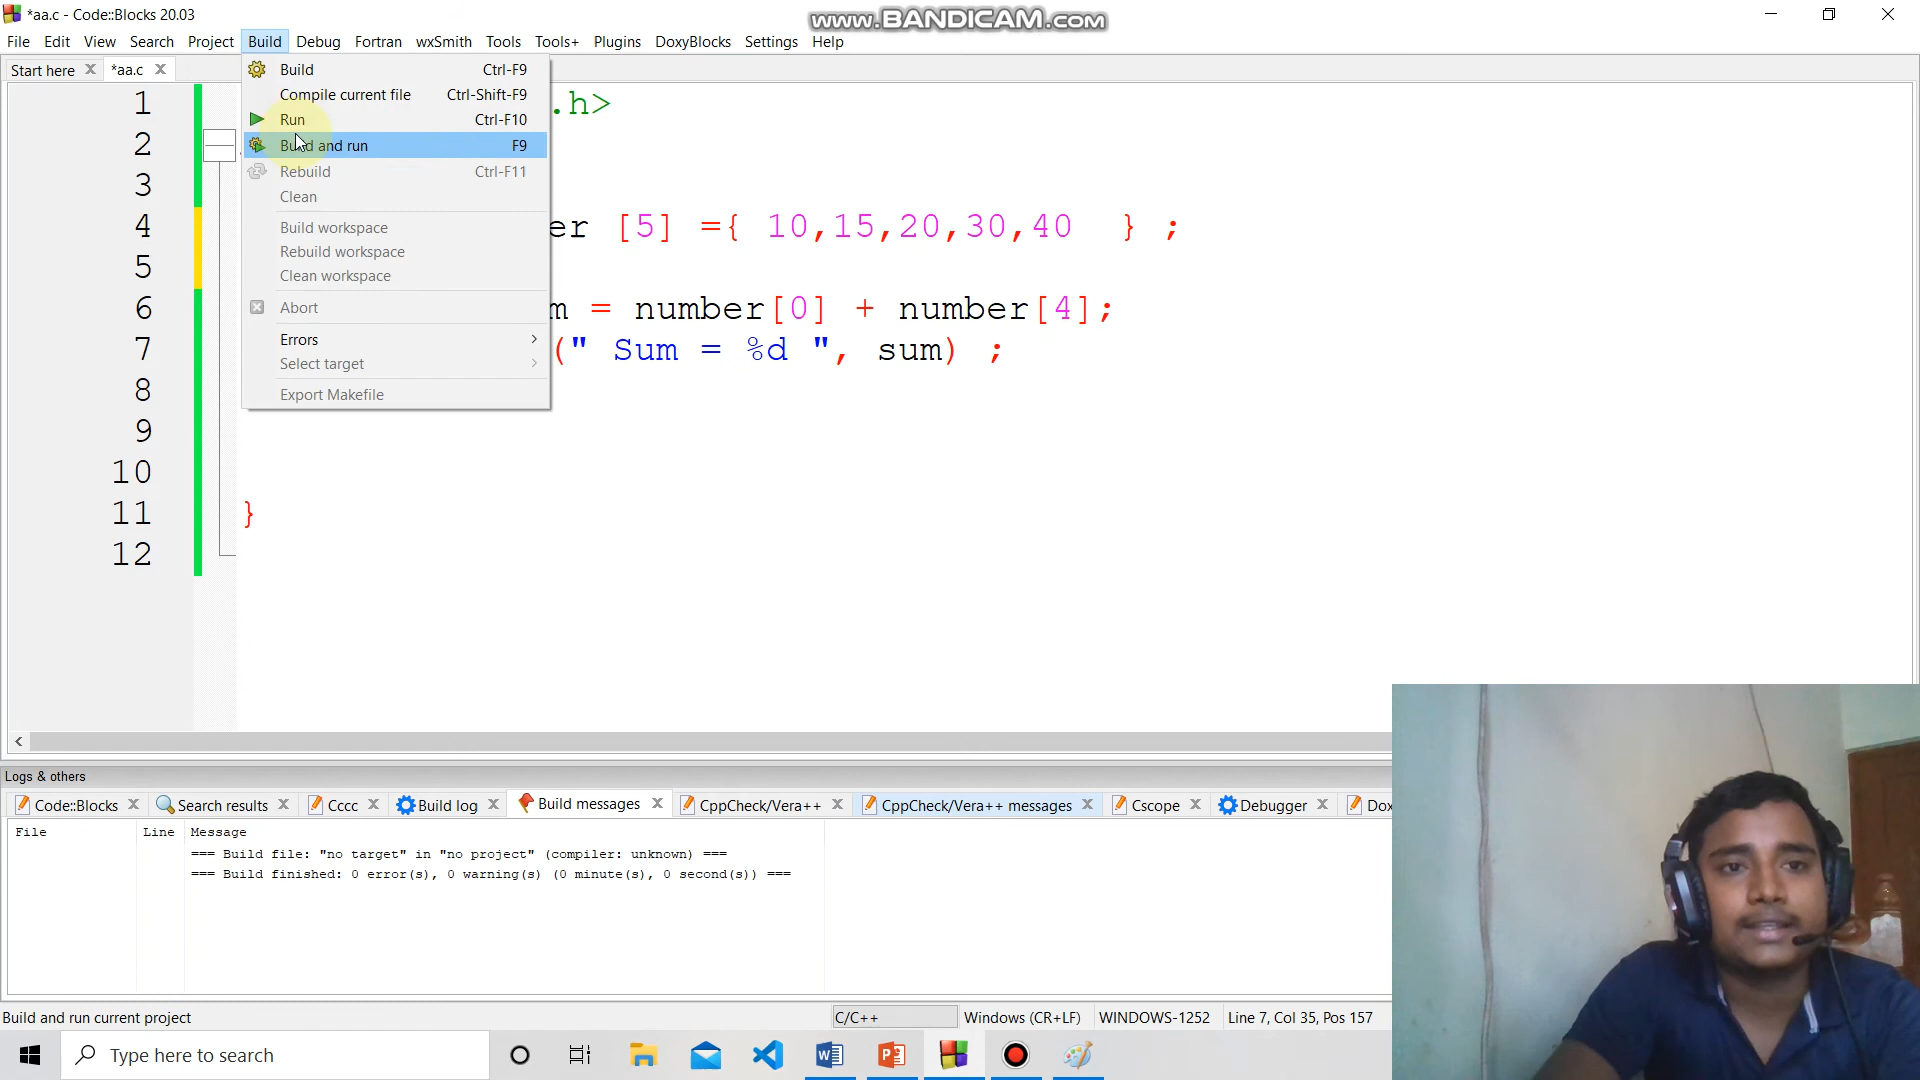 *aa.c - Code::Blocks 20.03
www.BANDICAM.com
File Edit View Search Project Build Debug Fortran wxSmith Tools Tools+ Plugins DoxyBlocks Settings Help
Start here *aa.c
Build Ctrl-F9
Compile current file Ctrl-Shift-F9
Run Ctrl-F10
Build and run F9
Rebuild Ctrl-F11
Clean
Build workspace
Rebuild workspace
Clean workspace
Abort
Errors
Select target
Export Makefile
1 .h>
2
3
4 er [5] ={ 10,15,20,30,40 } ;
5
6 m = number[0] + number[4];
7 (" Sum = %d ", sum) ;
8
9
10
11 }
12
Logs & others
Code::Blocks Search results Cccc Build log Build messages CppCheck/Vera++ CppCheck/Vera++ messages Cscope Debugger Dox
File Line Message
=== Build file: "no target" in "no project" (compiler: unknown) ===
=== Build finished: 0 error(s), 0 warning(s) (0 minute(s), 0 second(s)) ===
Build and run current project C/C++ Windows (CR+LF) WINDOWS-1252 Line 7, Col 35, Pos 157
Type here to search